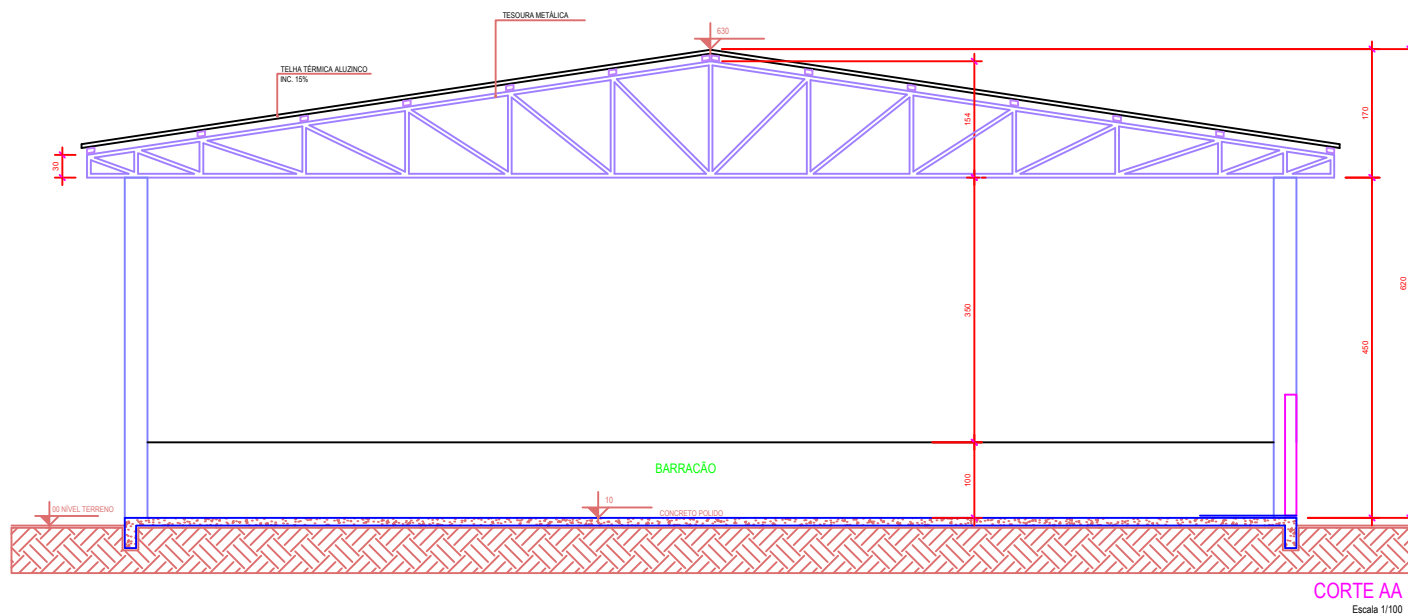 TESOURA METÁLICA
630
TELHA TÉRMICA ALUZINCO
INC. 15%
154
170
30
350
620
450
BARRACÃO
100
00 NÍVEL TERRENO
10
CONCRETO POLIDO
CORTE AA
Escala 1/100